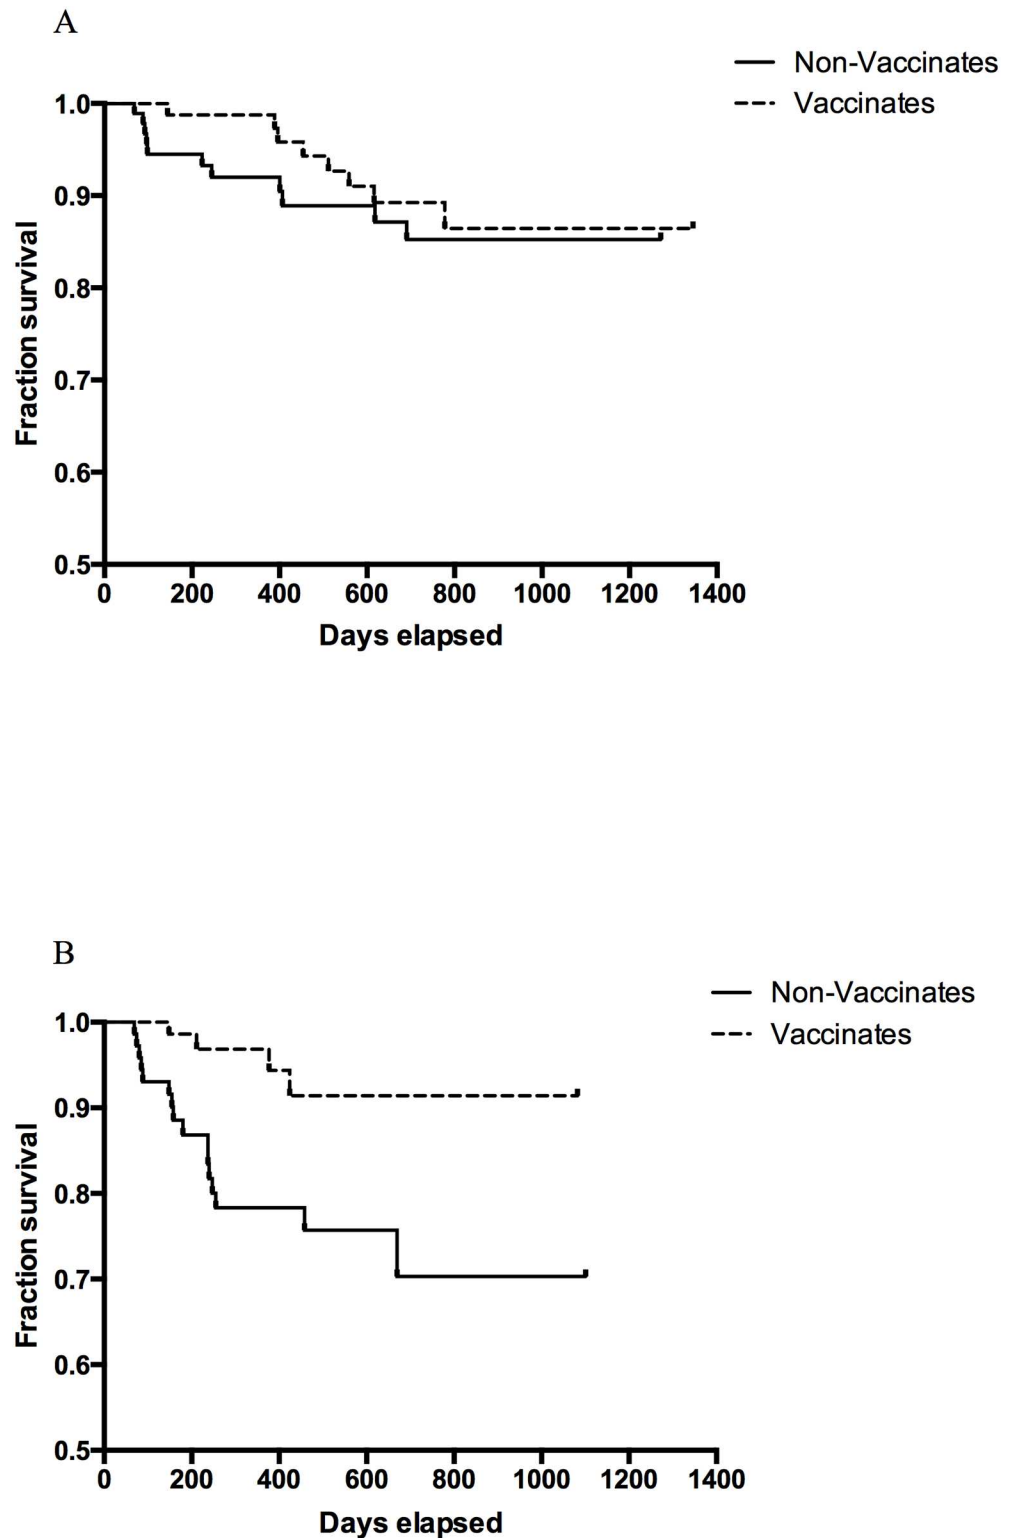 A
Non-Vaccinates
Vaccinates
1.0
0.9
0.8
0.7
0.6
0.5
Fraction survival
0 200 400 600 800 1000 1200 1400
Days elapsed
B
Non-Vaccinates
Vaccinates
1.0
0.9
0.8
0.7
0.6
0.5
Fraction survival
0 200 400 600 800 1000 1200 1400
Days elapsed